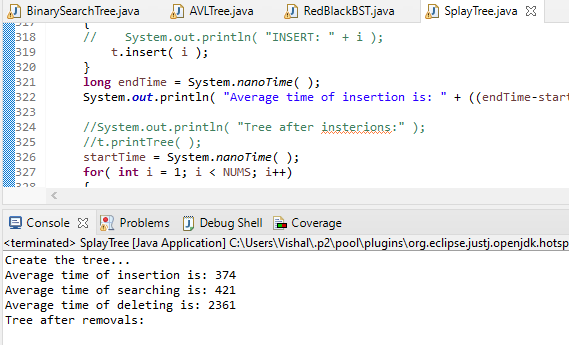 BinarySearchTree.java AVLTree.java RedBlackBST.java SplayTree.java
317 {
318 // System.out.println( "INSERT: " + i );
319 t.insert( i );
320 }
321 long endTime = System.nanoTime( );
322 System.out.println( "Average time of insertion is: " + ((endTime-start
323
324 //System.out.println( "Tree after insterions:" );
325 //t.printTree( );
326 startTime = System.nanoTime( );
327 for( int i = 1; i < NUMS; i++)
328 {
Console Problems Debug Shell Coverage
<terminated> SplayTree [Java Application] C:\Users\Vishal\.p2\pool\plugins\org.eclipse.justj.openjdk.hotsp
Create the tree...
Average time of insertion is: 374
Average time of searching is: 421
Average time of deleting is: 2361
Tree after removals: